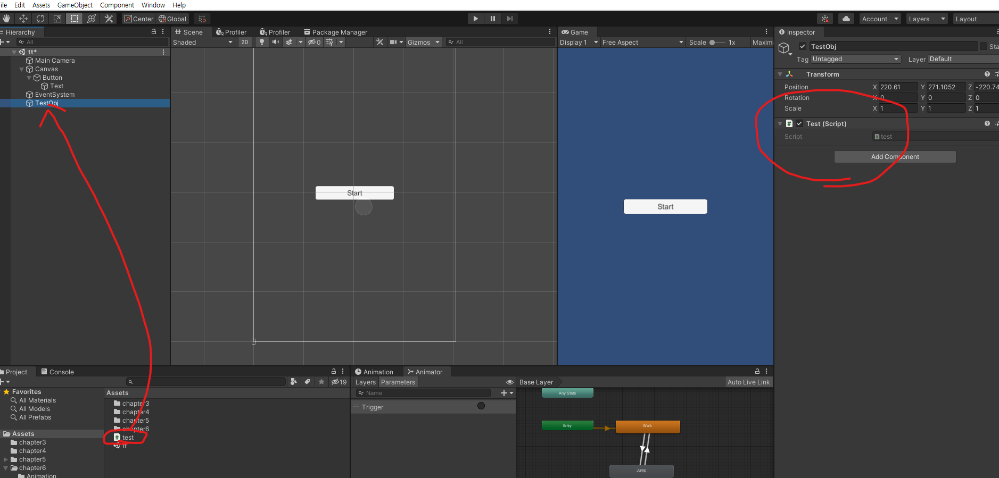 File Edit Assets GameObject Component Window Help
Center Global Account Layers Layout
Hierarchy
All
tt*
Main Camera
Canvas
Button
Text
EventSystem
TestObj
Scene Profiler Profiler Package Manager
Shaded 2D 0 Gizmos All
Start
Game
Display 1 Free Aspect Scale 1x Maximi
Start
Inspector
TestObj Sta
Tag Untagged Layer Default
Transform
Position X 220.61 Y 271.1052 Z -220.74
Rotation X 0 Y 0 Z 0
Scale X 1 Y 1 Z 1
# Test (Script)
Script test
Add Component
Project Console
19
Favorites
All Materials
All Models
All Prefabs
Assets
chapter3
chapter4
chapter5
chapter6
Animation
Assets
chapter3
chapter4
chapter5
chapter6
# test
tt
Animation Animator
Layers Parameters Base Layer Auto Live Link
Name
Trigger
Any State
Entry
Walk
Jump